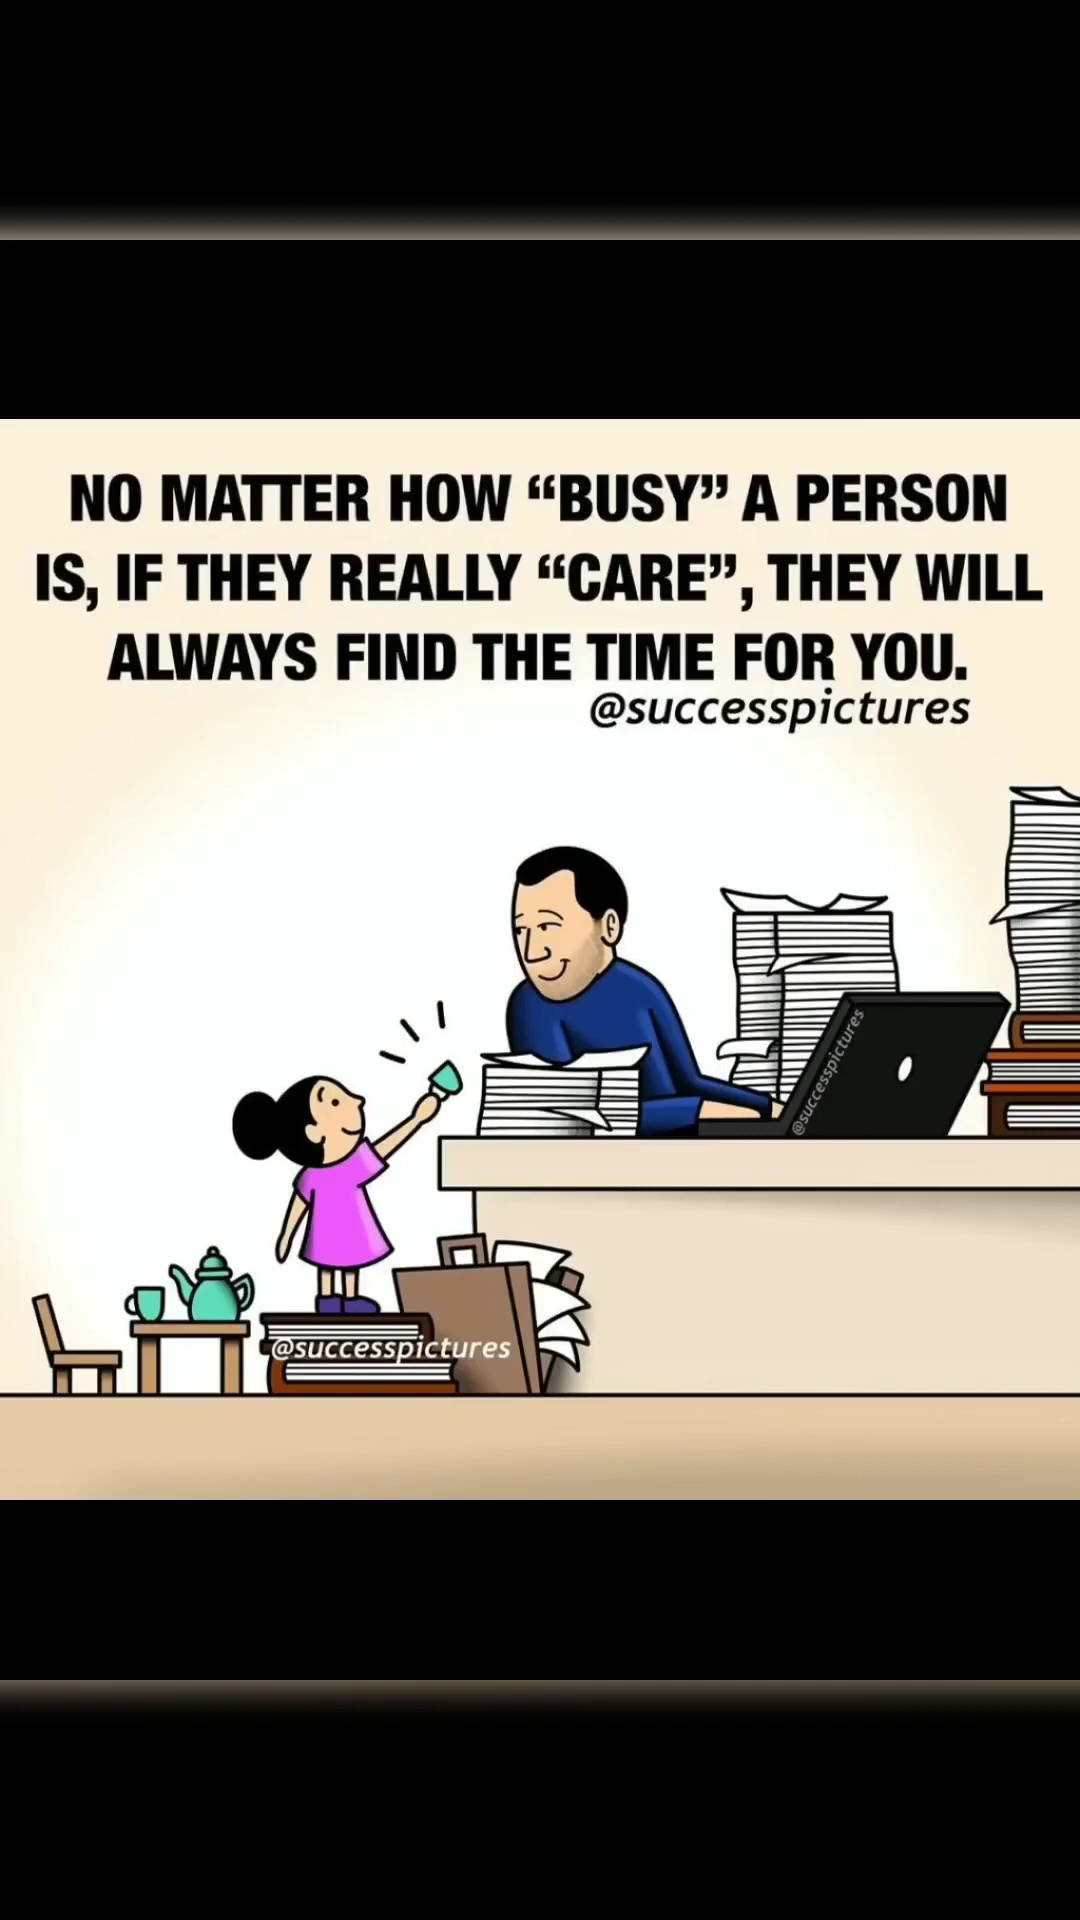 NO MATTER HOW “BUSY” A PERSON
IS, IF THEY REALLY “CARE”, THEY WILL
ALWAYS FIND THE TIME FOR YOU.
@successpictures
@successpictures
@successpictures